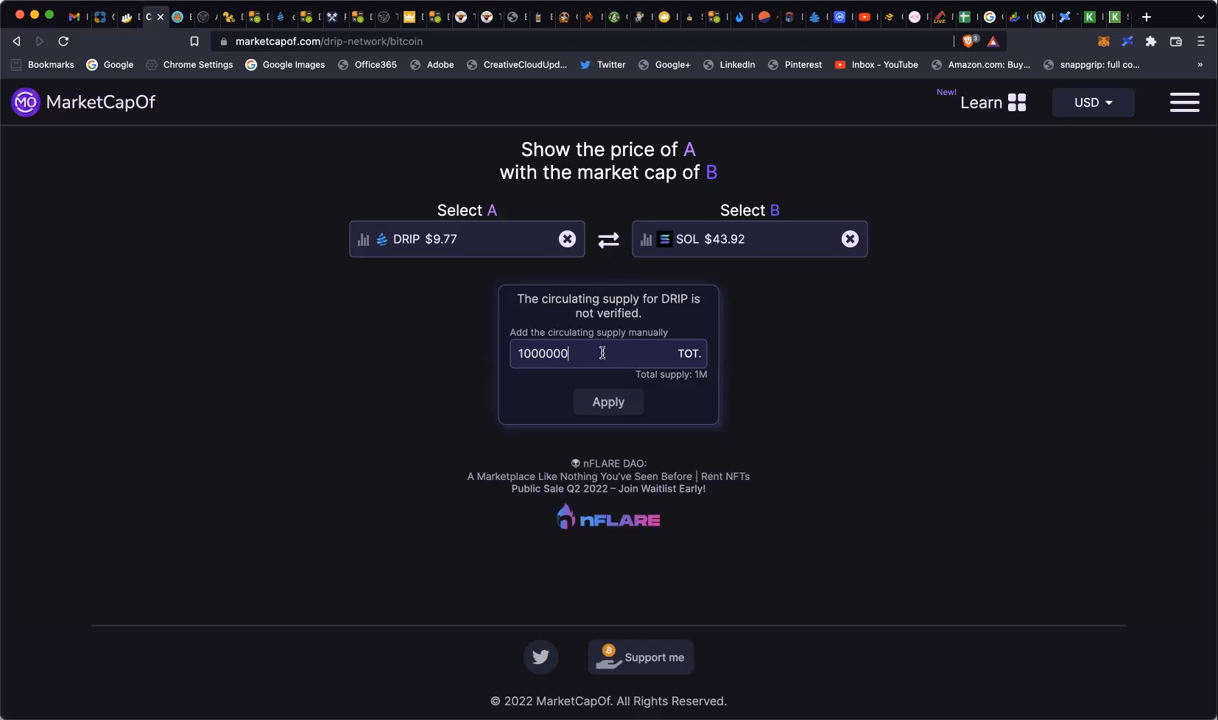 marketcapof.com/drip-network/bitcoin
Bookmarks Google Chrome Settings Google Images Office365 Adobe CreativeCloudUpd... Twitter Google+ LinkedIn Pinterest Inbox - YouTube Amazon.com: Buy... snappgrip: full co... »
MO MarketCapOf
New!
Learn
USD
Show the price of A
with the market cap of B
Select A Select B
DRIP $9.77 SOL $43.92
The circulating supply for DRIP is
not verified.
Add the circulating supply manually
1000000 TOT.
Total supply: 1M
Apply
nFLARE DAO:
A Marketplace Like Nothing You've Seen Before | Rent NFTs
Public Sale Q2 2022 – Join Waitlist Early!
nFLARE
Support me
© 2022 MarketCapOf. All Rights Reserved.